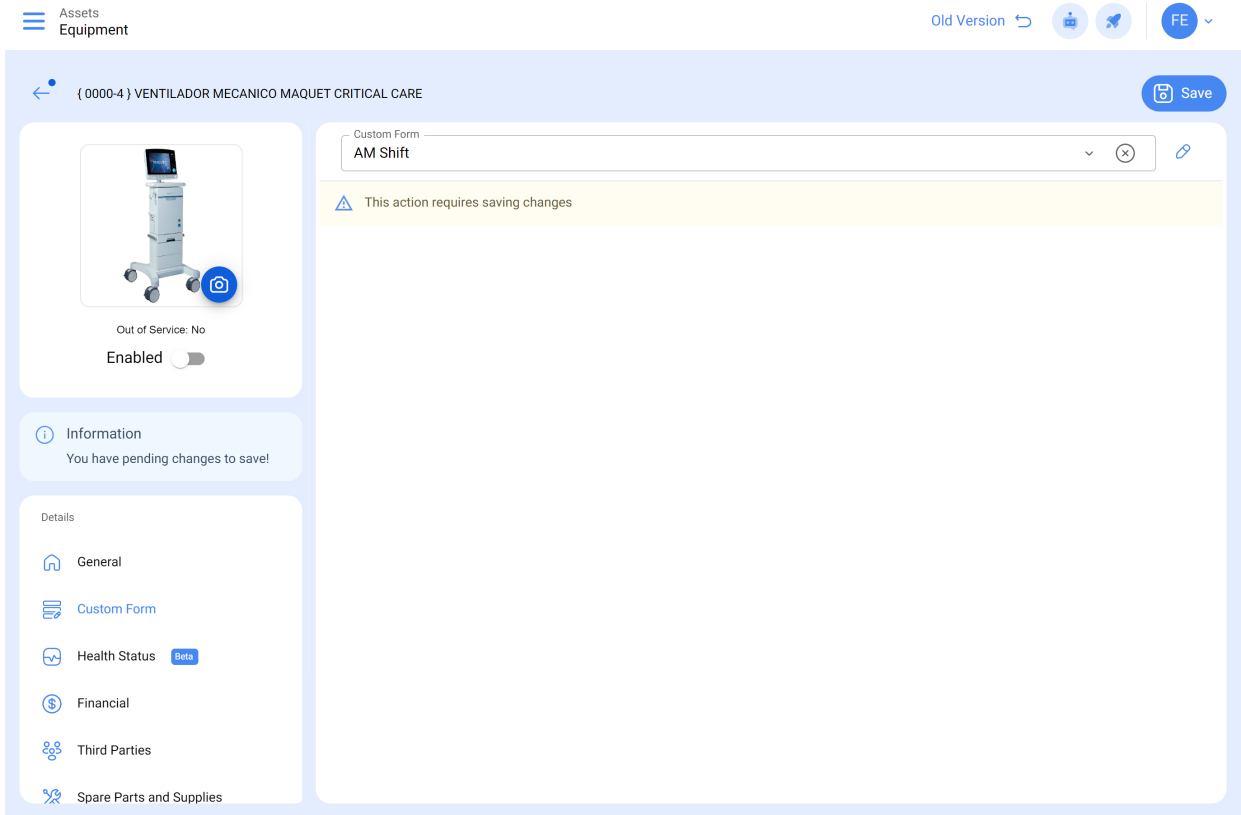 Assets
Equipment
Old Version
FE
{ 0000-4 } VENTILADOR MECANICO MAQUET CRITICAL CARE
Save
Out of Service: No
Enabled
Information
You have pending changes to save!
Details
General
Custom Form
Health Status Beta
Financial
Third Parties
Spare Parts and Supplies
Custom Form
AM Shift
This action requires saving changes